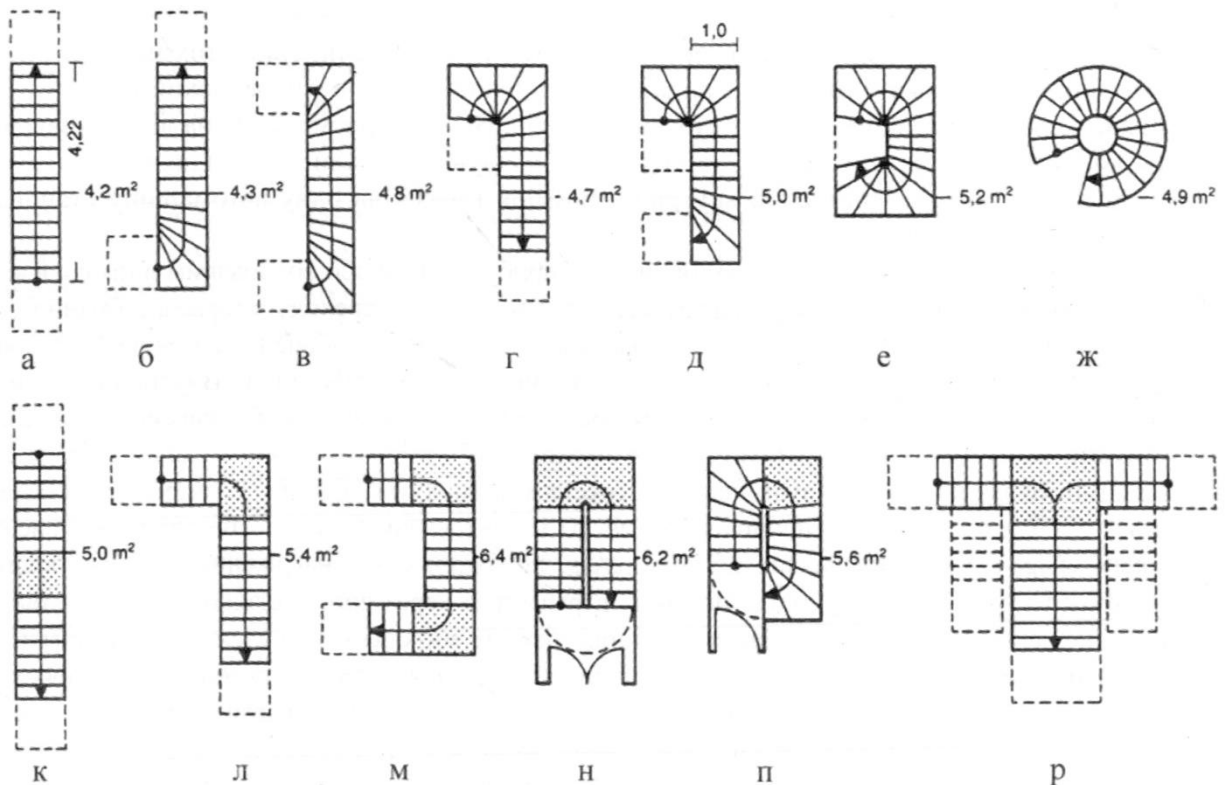 1,0
4,22
4,2 m²
4,3 m²
4,8 m²
4,7 m²
5,0 m²
5,2 m²
4,9 m²
а б в г д е ж
5,0 m²
5,4 m²
6,4 m²
6,2 m²
5,6 m²
к л м н п р